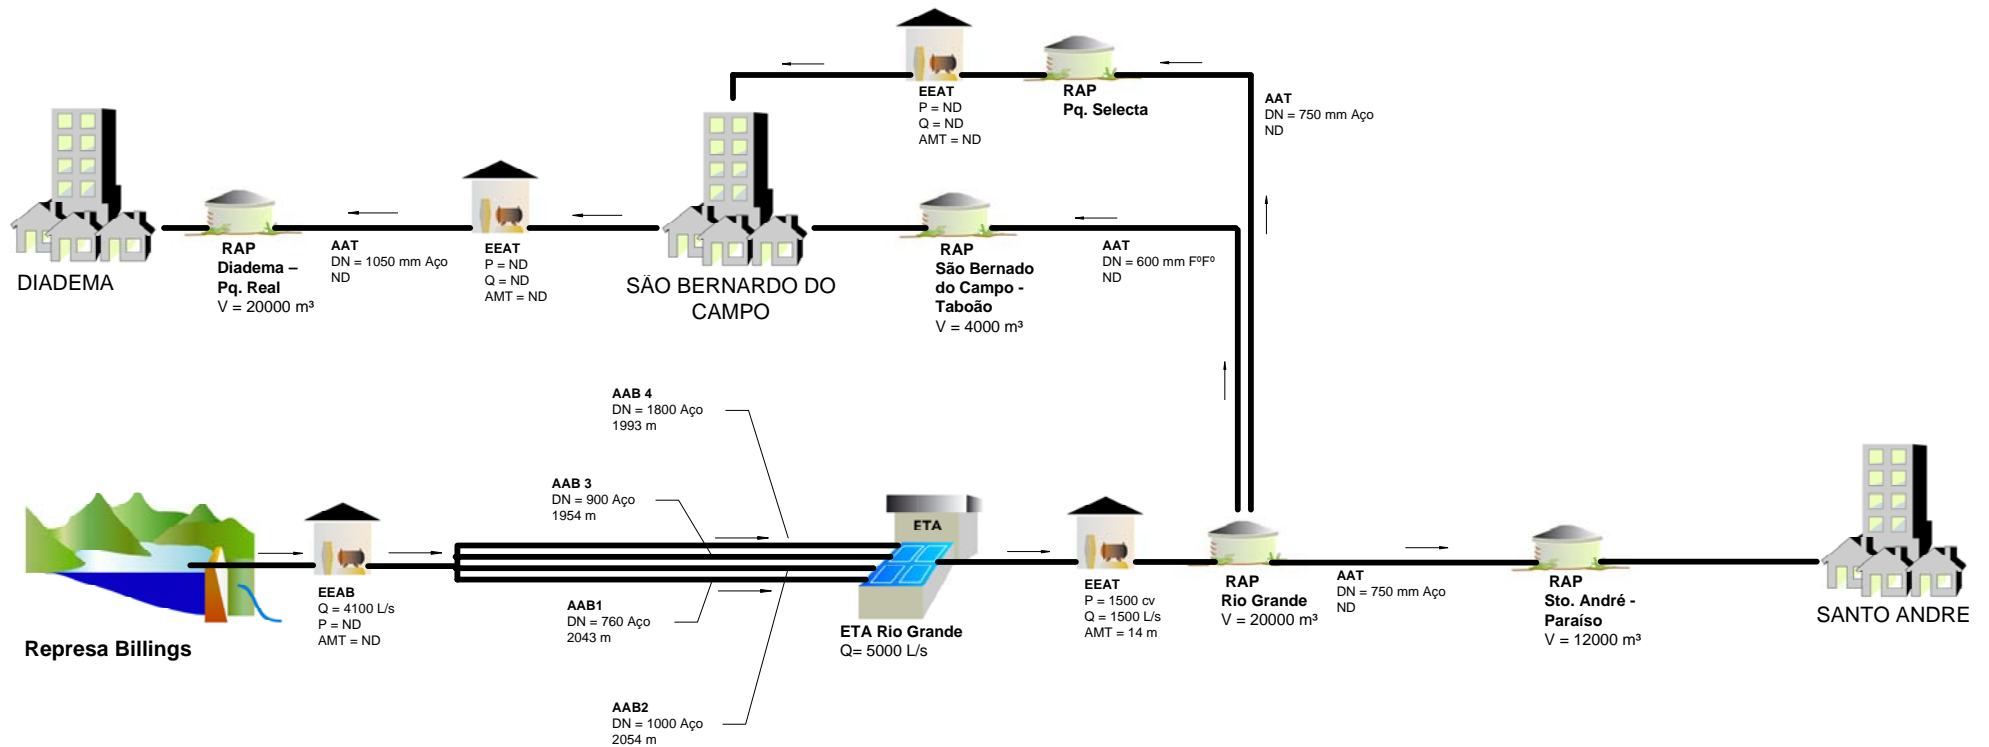 EEAT
P = ND
Q = ND
AMT = ND
RAP
Pq. Selecta
AAT
DN = 750 mm Aço
ND
DIADEMA
RAP
Diadema –
Pq. Real
V = 20000 m³
AAT
DN = 1050 mm Aço
ND
EEAT
P = ND
Q = ND
AMT = ND
SÃO BERNARDO DO
CAMPO
RAP
São Bernado
do Campo -
Taboão
V = 4000 m³
AAT
DN = 600 mm FºFº
ND
AAB 4
DN = 1800 Aço
1993 m
AAB 3
DN = 900 Aço
1954 m
Represa Billings
EEAB
Q = 4100 L/s
P = ND
AMT = ND
AAB1
DN = 760 Aço
2043 m
AAB2
DN = 1000 Aço
2054 m
ETA
ETA Rio Grande
Q= 5000 L/s
EEAT
P = 1500 cv
Q = 1500 L/s
AMT = 14 m
RAP
Rio Grande
V = 20000 m³
AAT
DN = 750 mm Aço
ND
RAP
Sto. André -
Paraíso
V = 12000 m³
SANTO ANDRE